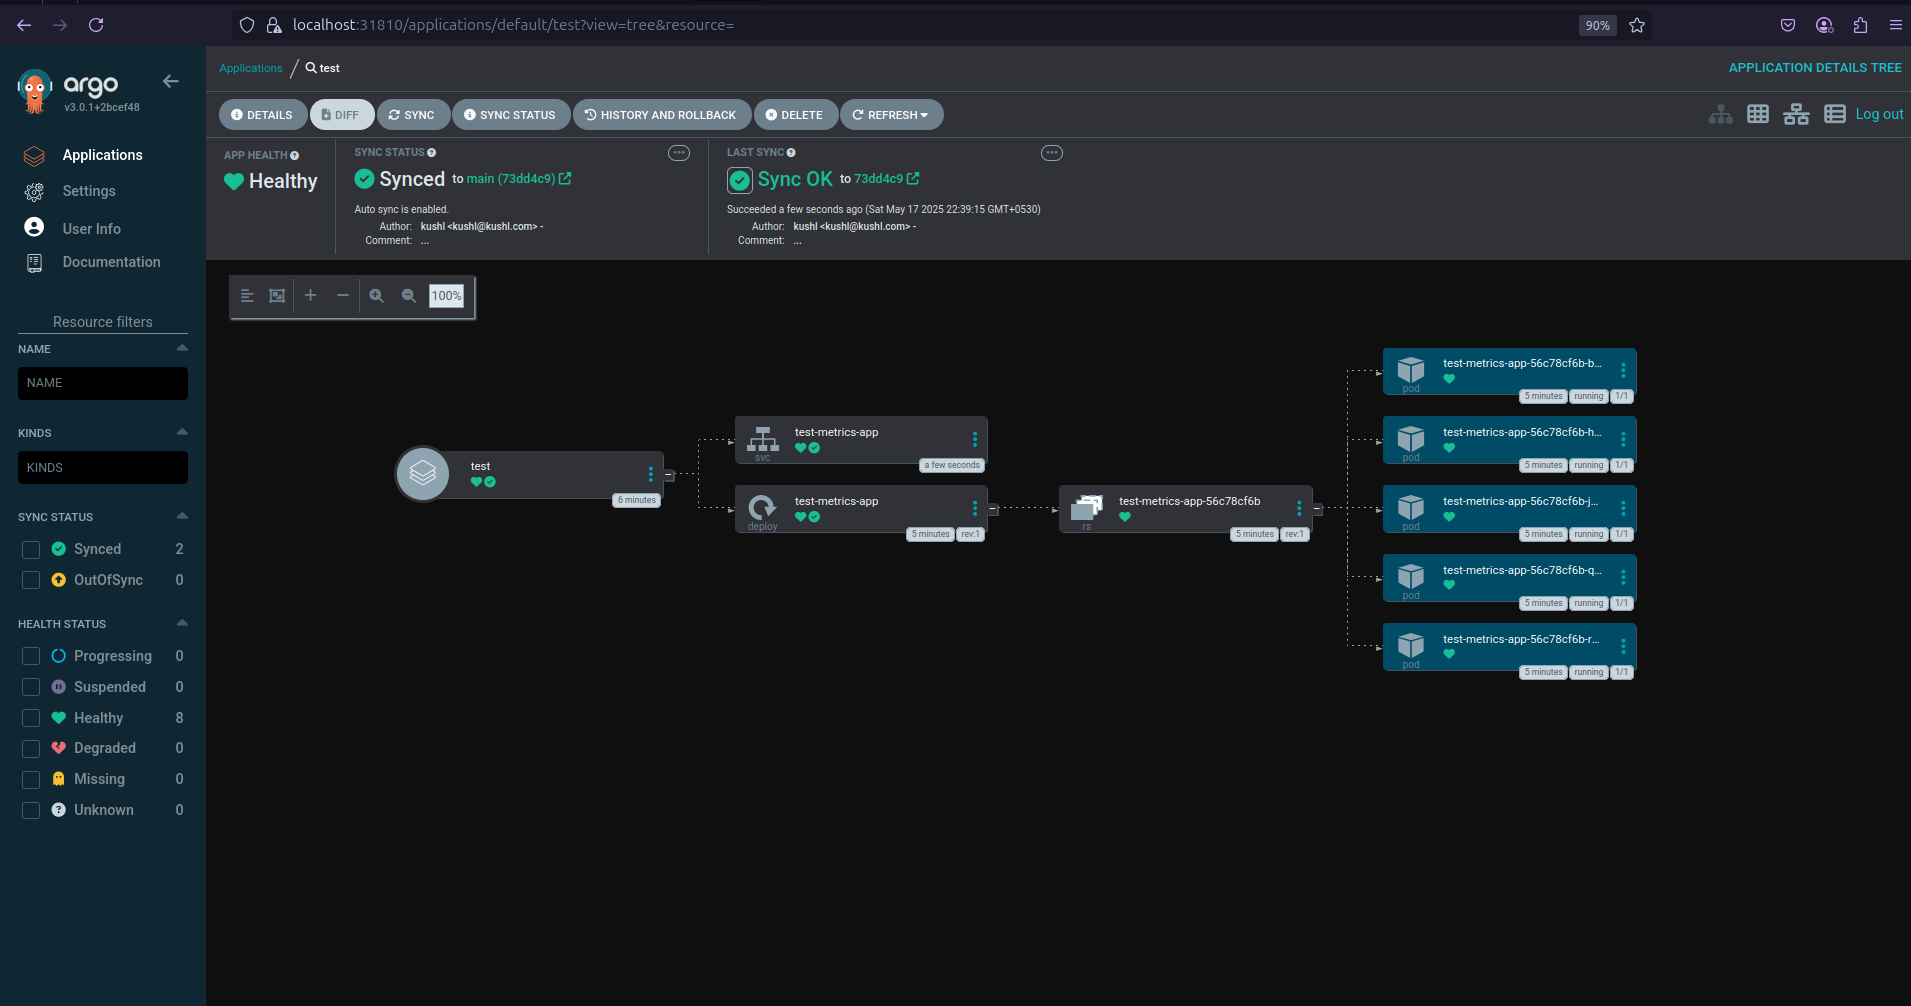 localhost:31810/applications/default/test?view=tree&resource=
90%
argo
v3.0.1+2bcef48
Applications
Settings
User Info
Documentation
Resource filters
NAME
NAME
KINDS
KINDS
SYNC STATUS
Synced 2
OutOfSync 0
HEALTH STATUS
Progressing 0
Suspended 0
Healthy 8
Degraded 0
Missing 0
Unknown 0
Applications / test
APPLICATION DETAILS TREE
DETAILS DIFF SYNC SYNC STATUS HISTORY AND ROLLBACK DELETE REFRESH
Log out
APP HEALTH
Healthy
SYNC STATUS
Synced to main (73dd4c9)
Auto sync is enabled.
Author: kushl <kushl@kushl.com> -
Comment: ...
LAST SYNC
Sync OK to 73dd4c9
Succeeded a few seconds ago (Sat May 17 2025 22:39:15 GMT+0530)
Author: kushl <kushl@kushl.com> -
Comment: ...
100%
test
6 minutes
test-metrics-app
svc
a few seconds
test-metrics-app
deploy
5 minutes rev:1
test-metrics-app-56c78cf6b
rs
5 minutes rev:1
test-metrics-app-56c78cf6b-b...
pod
5 minutes running 1/1
test-metrics-app-56c78cf6b-h...
pod
5 minutes running 1/1
test-metrics-app-56c78cf6b-j...
pod
5 minutes running 1/1
test-metrics-app-56c78cf6b-q...
pod
5 minutes running 1/1
test-metrics-app-56c78cf6b-r...
pod
5 minutes running 1/1